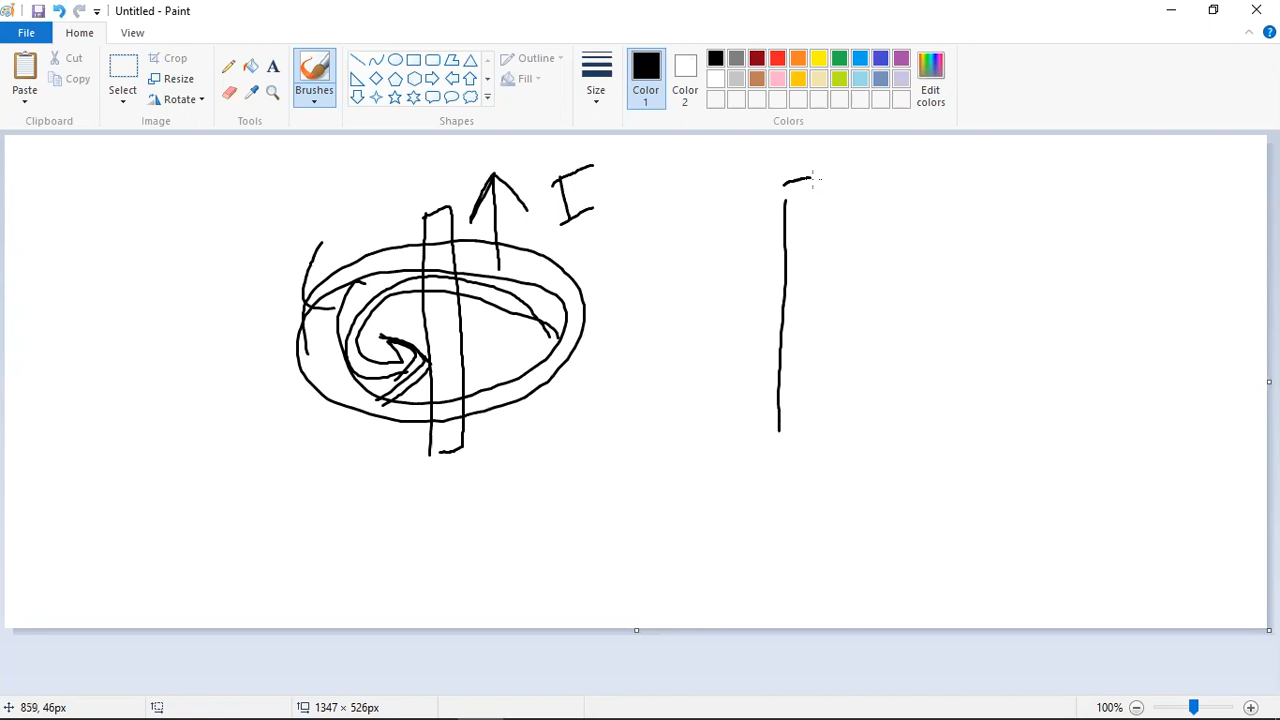 Untitled - Paint
File Home View
Paste Cut Copy Select Crop Resize Rotate A Brushes Outline Fill Size Color 1 Color 2 Edit colors
Clipboard Image Tools Shapes Colors
I
859, 46px 1347 × 526px 100%